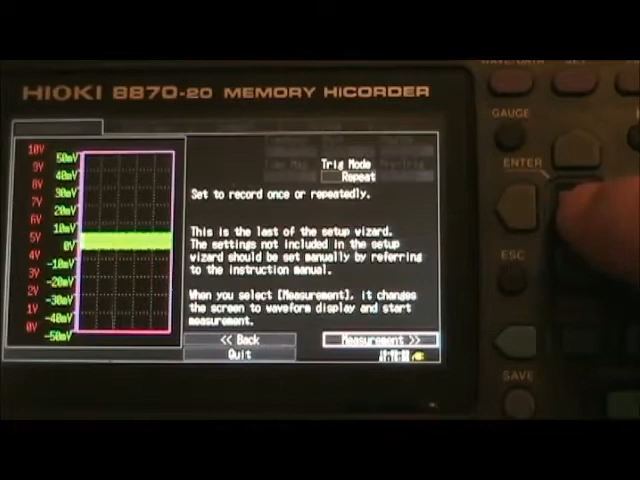 HIOKI 8870-20 MEMORY HiCORDER
GAUGE
ENTER
ESC
SAVE
10V
9V
8V
7V
6V
5V
4V
3V
2V
1V
0V
50mV
40mV
30mV
20mV
10mV
0V
-10mV
-20mV
-30mV
-40mV
-50mV
Trig Mode
Repeat
Set to record once or repeatedly.
This is the last of the setup wizard.
The settings not included in the setup
wizard should be set manually by referring
to the instruction manual.
When you select [Measurement], it changes
the screen to waveform display and start
measurement.
<< Back
Measurement >>
Quit